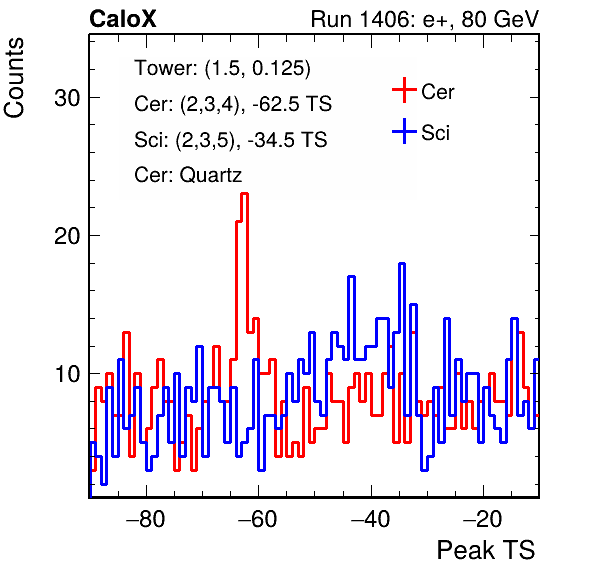 CaloX Run 1406: e+, 80 GeV
Counts
Tower: (1.5, 0.125)
Cer: (2,3,4), -62.5 TS
Sci: (2,3,5), -34.5 TS
Cer: Quartz
Cer
Sci
30
20
10
−80 −60 −40 −20
Peak TS